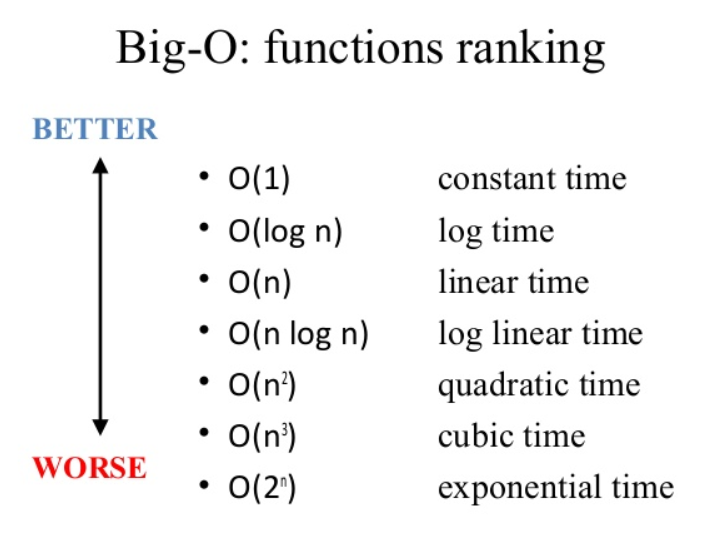 Big-O: functions ranking
BETTER
• O(1) constant time
• O(log n) log time
• O(n) linear time
• O(n log n) log linear time
• O(n²) quadratic time
• O(n³) cubic time
WORSE
• O(2ⁿ) exponential time